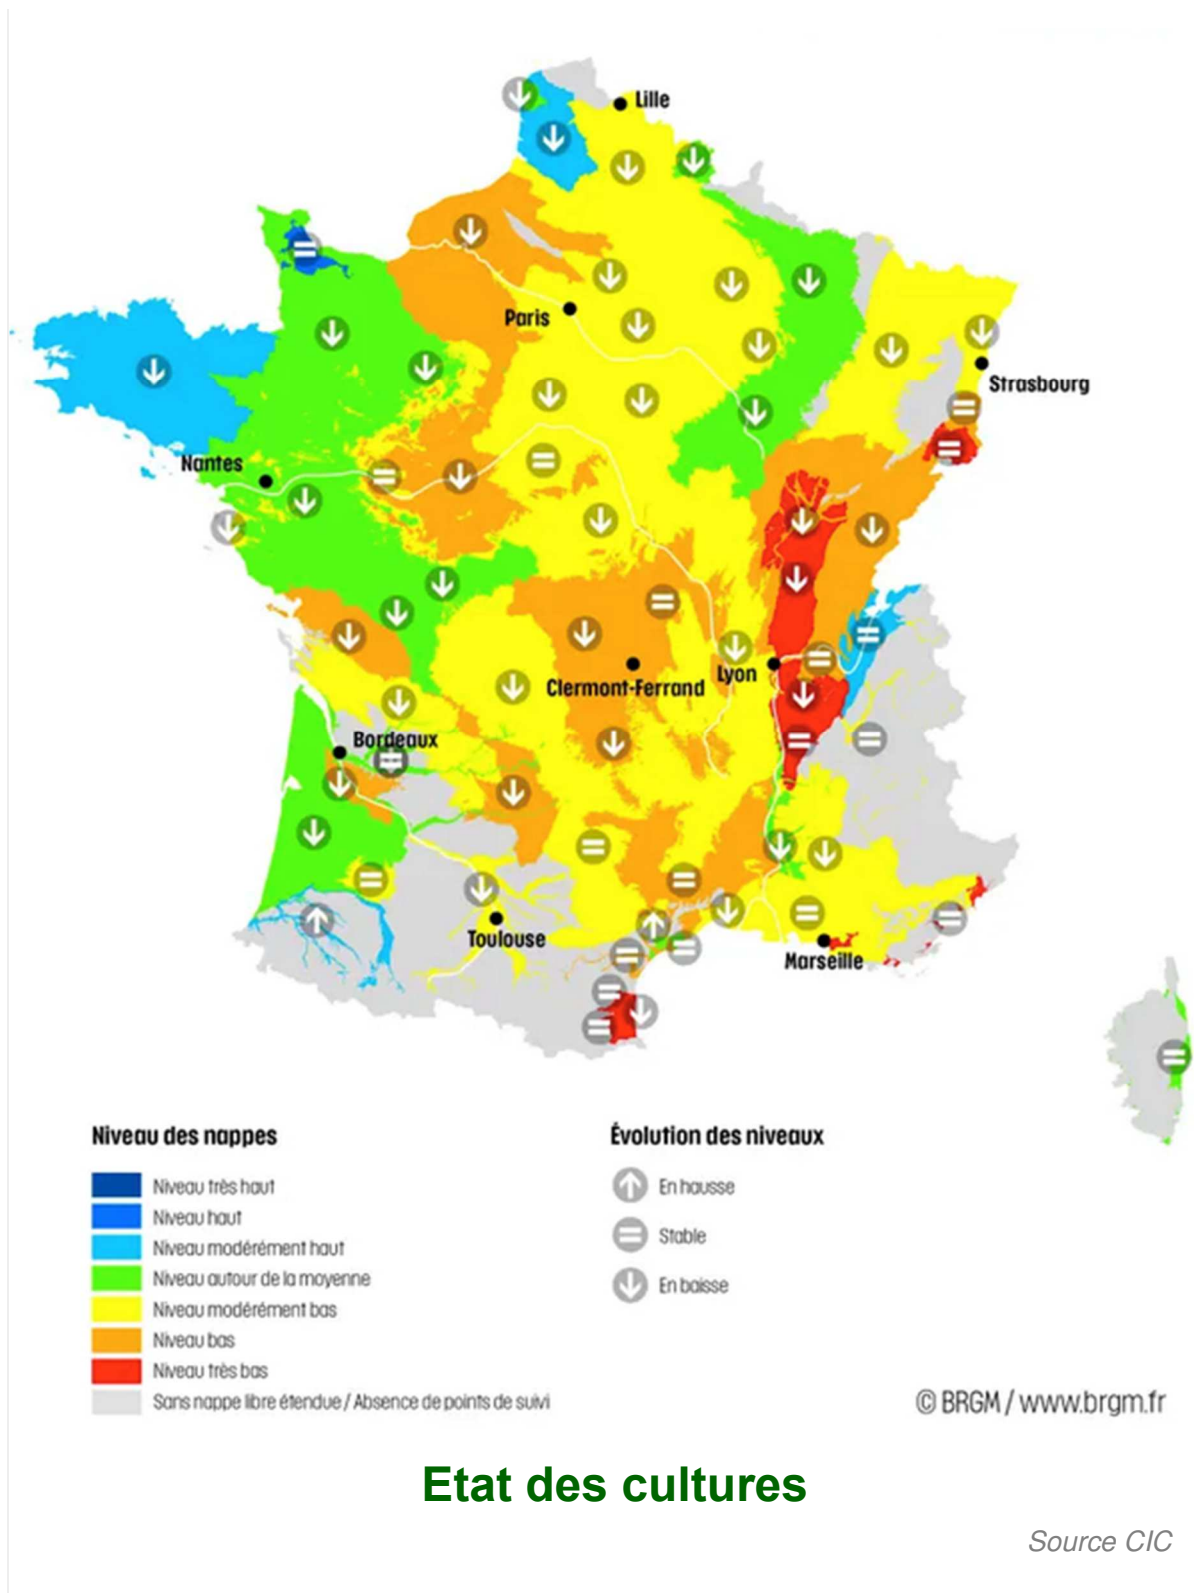 Lille
Paris
Strasbourg
Nantes
Lyon
Clermont-Ferrand
Bordeaux
Toulouse
Marseille
Niveau des nappes
Niveau très haut
Niveau haut
Niveau modérément haut
Niveau autour de la moyenne
Niveau modérément bas
Niveau bas
Niveau très bas
Sans nappe libre étendue / Absence de points de suivi
Évolution des niveaux
En hausse
Stable
En baisse
© BRGM / www.brgm.fr
Etat des cultures
Source CIC